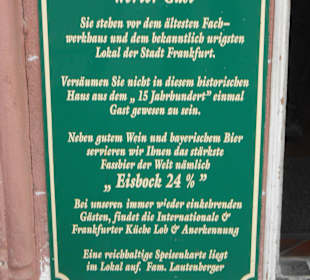 werter Gast
Sie stehen vor dem ältesten Fach-
werkhaus und dem bekanntlich urigsten
Lokal der Stadt Frankfurt.
Versäumen Sie nicht in diesem historischen
Haus aus dem „ 15 Jahrhundert" einmal
Gast gewesen zu sein.
Neben gutem Wein und bayerischem Bier
servieren wir Ihnen das stärkste
Fassbier der Welt nämlich
„ Eisbock 24 % "
Bei unseren immer wieder einkehrenden
Gästen, findet die Internationale &
Frankfurter Küche Lob & Anerkennung
Eine reichhaltige Speisenkarte liegt
im Lokal auf. Fam. Lautenberger